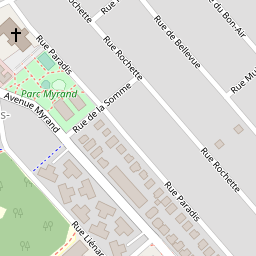 Rue Paradis
Rue Rochette
Rue de Bellevue
du Bon-Air
Rue Mu
Parc Myrand
Avenue Myrand
Rue de la Somme
S-
Rue Rochette
Rue Paradis
Rue Liénar